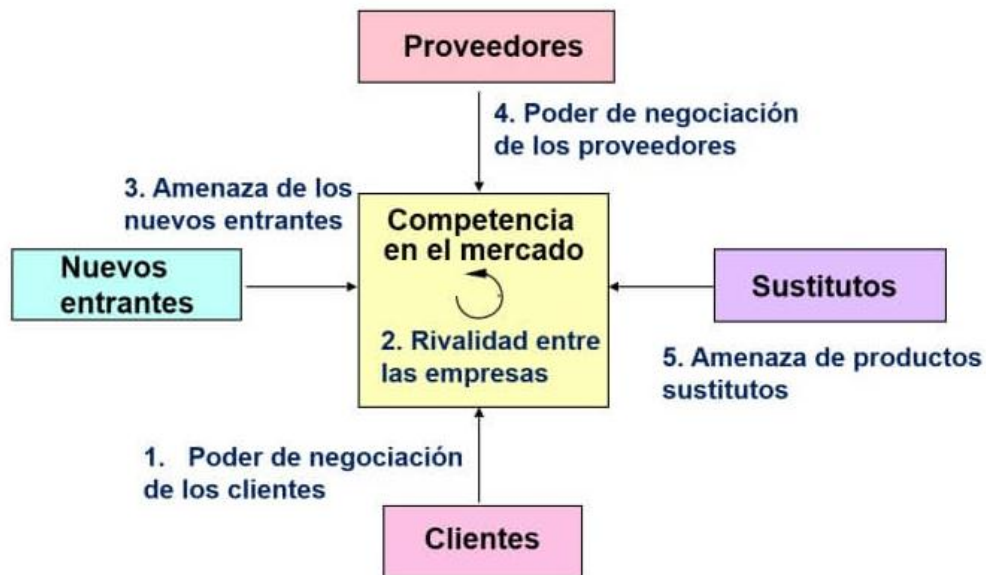 Proveedores
4. Poder de negociación
de los proveedores
3. Amenaza de los
nuevos entrantes
Competencia
en el mercado
Nuevos
entrantes
Sustitutos
2. Rivalidad entre
las empresas
5. Amenaza de productos
sustitutos
1. Poder de negociación
de los clientes
Clientes